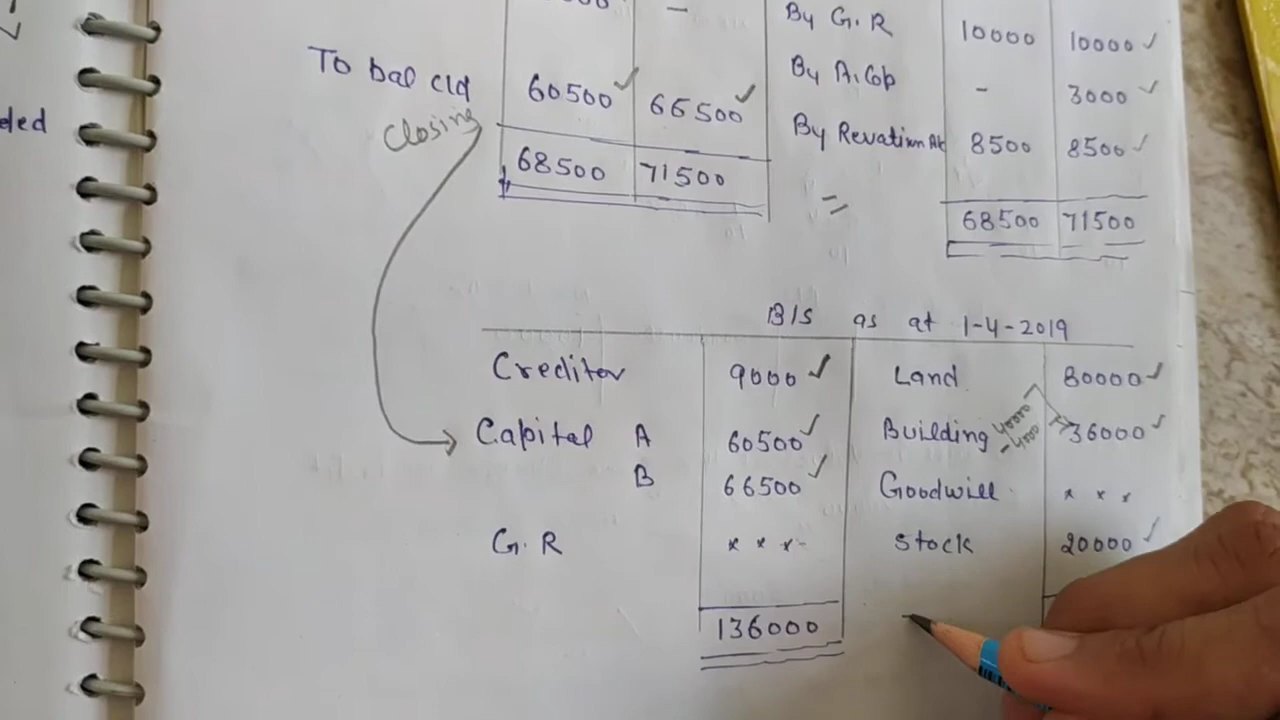 By G.R 10000 10000 ✓
By A. Cap - 3000 ✓
To bal c/d 60500 ✓ 66500 ✓
Closing
By Revation A/c 8500 8500 ✓
68500 71500
68500 71500
eded
B/S as at 1-4-2019
Creditor 9000 ✓ Land 80000 ✓
Capital A 60500 ✓ Building 36000 ✓
B 66500 ✓ Goodwill x x x
G.R x x x Stock 20000 ✓
136000